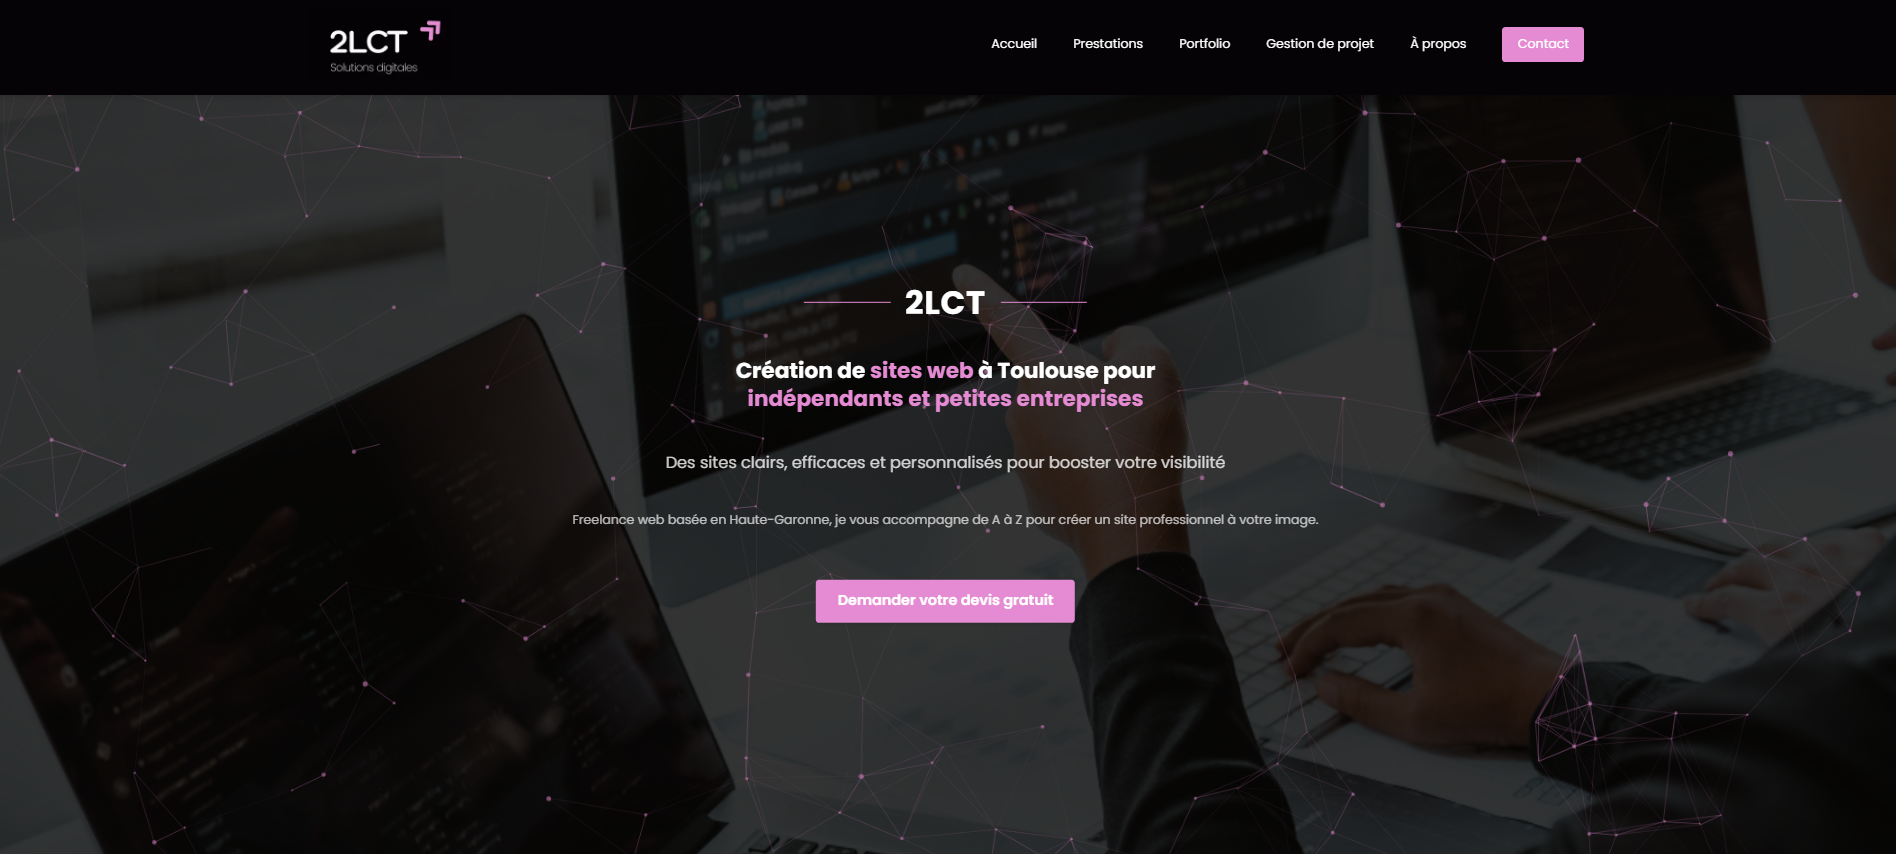 2LCT
Solutions digitales
Accueil
Prestations
Portfolio
Gestion de projet
À propos
Contact
2LCT
Création de sites web à Toulouse pour
indépendants et petites entreprises
Des sites clairs, efficaces et personnalisés pour booster votre visibilité
Freelance web basée en Haute-Garonne, je vous accompagne de A à Z pour créer un site professionnel à votre image.
Demander votre devis gratuit